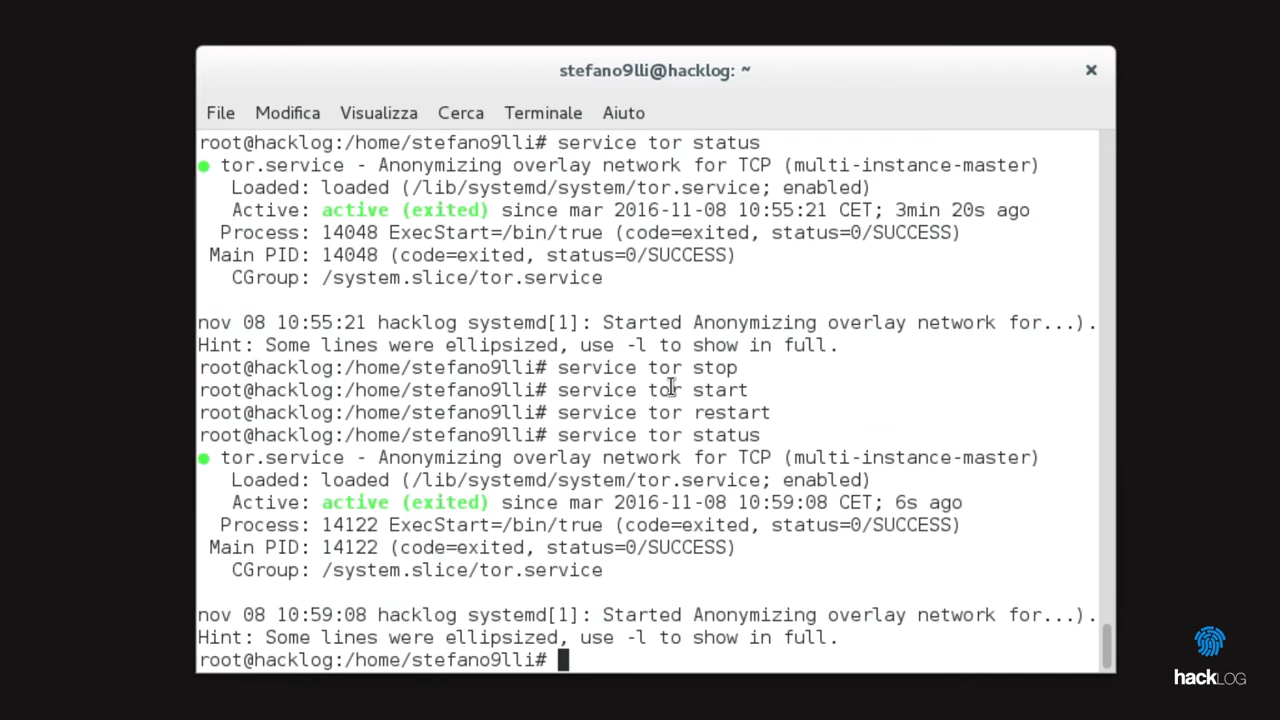 stefano9lli@hacklog: ~
File Modifica Visualizza Cerca Terminale Aiuto
root@hacklog:/home/stefano9lli# service tor status
● tor.service - Anonymizing overlay network for TCP (multi-instance-master)
Loaded: loaded (/lib/systemd/system/tor.service; enabled)
Active: active (exited) since mar 2016-11-08 10:55:21 CET; 3min 20s ago
Process: 14048 ExecStart=/bin/true (code=exited, status=0/SUCCESS)
Main PID: 14048 (code=exited, status=0/SUCCESS)
CGroup: /system.slice/tor.service
nov 08 10:55:21 hacklog systemd[1]: Started Anonymizing overlay network for...).
Hint: Some lines were ellipsized, use -l to show in full.
root@hacklog:/home/stefano9lli# service tor stop
root@hacklog:/home/stefano9lli# service tor start
root@hacklog:/home/stefano9lli# service tor restart
root@hacklog:/home/stefano9lli# service tor status
● tor.service - Anonymizing overlay network for TCP (multi-instance-master)
Loaded: loaded (/lib/systemd/system/tor.service; enabled)
Active: active (exited) since mar 2016-11-08 10:59:08 CET; 6s ago
Process: 14122 ExecStart=/bin/true (code=exited, status=0/SUCCESS)
Main PID: 14122 (code=exited, status=0/SUCCESS)
CGroup: /system.slice/tor.service
nov 08 10:59:08 hacklog systemd[1]: Started Anonymizing overlay network for...).
Hint: Some lines were ellipsized, use -l to show in full.
root@hacklog:/home/stefano9lli#
hackLOG